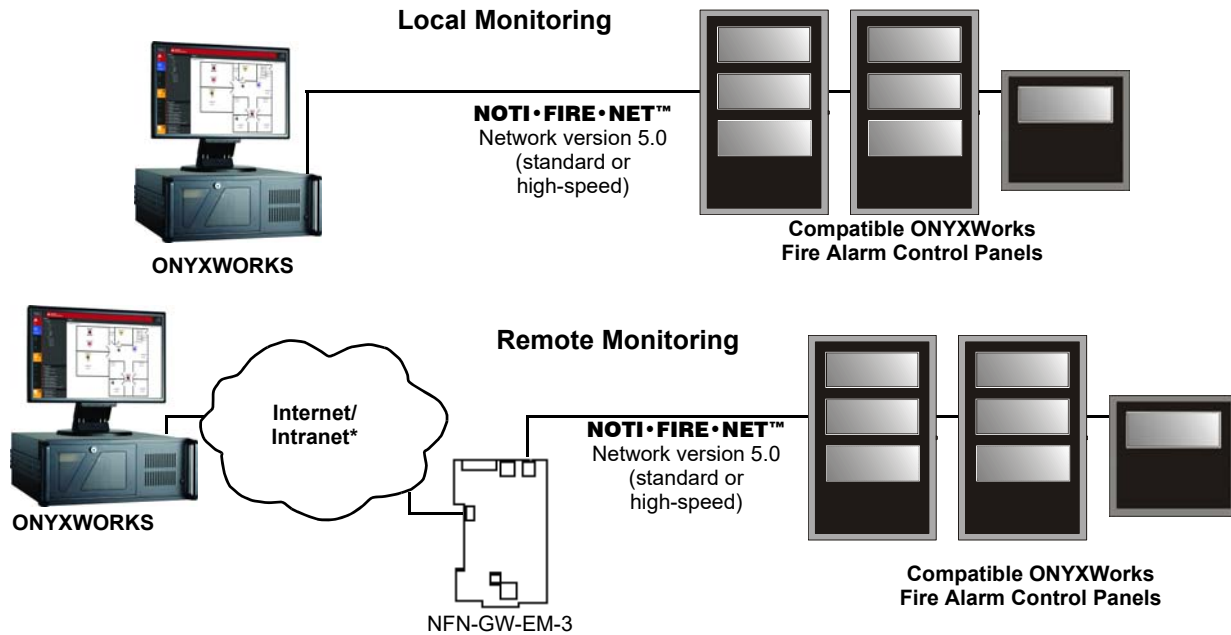 Local Monitoring
NOTI•FIRE•NET™
Network version 5.0
(standard or
high-speed)
Compatible ONYXWorks
Fire Alarm Control Panels
ONYXWORKS
Remote Monitoring
Internet/
Intranet*
NOTI•FIRE•NET™
Network version 5.0
(standard or
high-speed)
ONYXWORKS
Compatible ONYXWorks
Fire Alarm Control Panels
NFN-GW-EM-3